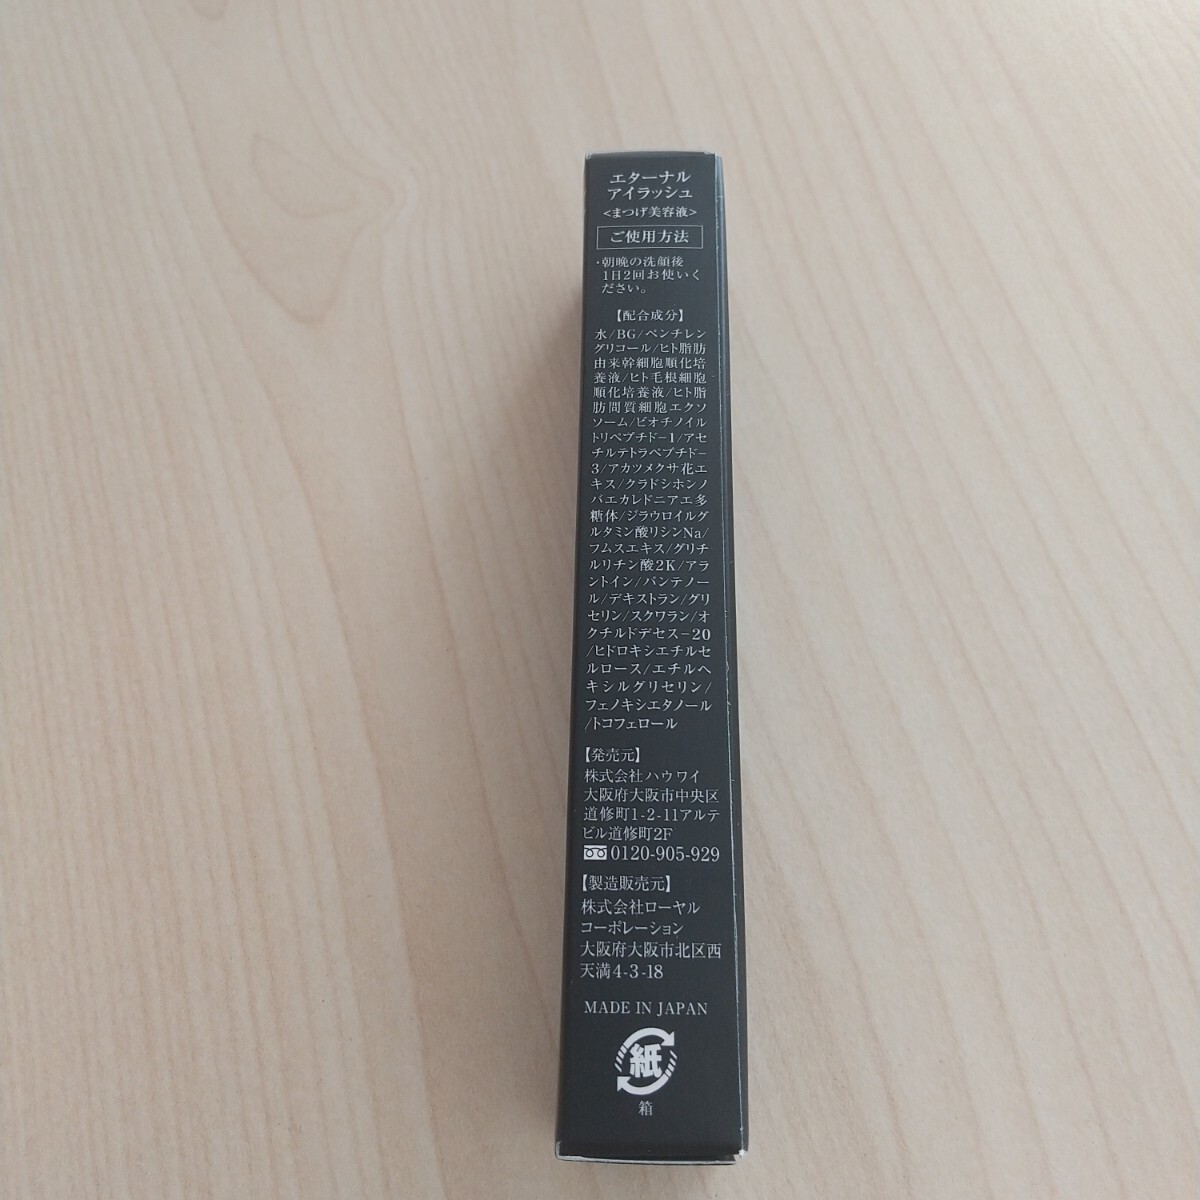 エターナル
アイラッシュ
<まつげ美容液>
ご使用方法
・朝晩の洗顔後
1日2回お使いく
ださい。
【配合成分】
水/BG/ペンチレン
グリコール/ヒト脂肪
由来幹細胞順化培
養液/ヒト毛根細胞
順化培養液/ヒト脂
肪間質細胞エクソ
ソーム/ビオチノイル
トリペプチド-1/アセ
チルテトラペプチド-
3/アカツメクサ花エ
キス/クラドシホンノ
バエカレドニアエ多
糖体/ジラウロイルグ
ルタミン酸リシンNa/
フムスエキス/グリチ
ルリチン酸2K/アラ
ントイン/パンテノー
ル/デキストラン/グリ
セリン/スクワラン/オ
クチルドデセス-20
/ヒドロキシエチルセ
ルロース/エチルヘ
キシルグリセリン/
フェノキシエタノール
/トコフェロール
【発売元】
株式会社ハウワイ
大阪府大阪市中央区
道修町1-2-11アルテ
ビル道修町2F
0120-905-929
【製造販売元】
株式会社ローヤル
コーポレーション
大阪府大阪市北区西
天満4-3-18
MADE IN JAPAN
紙
箱